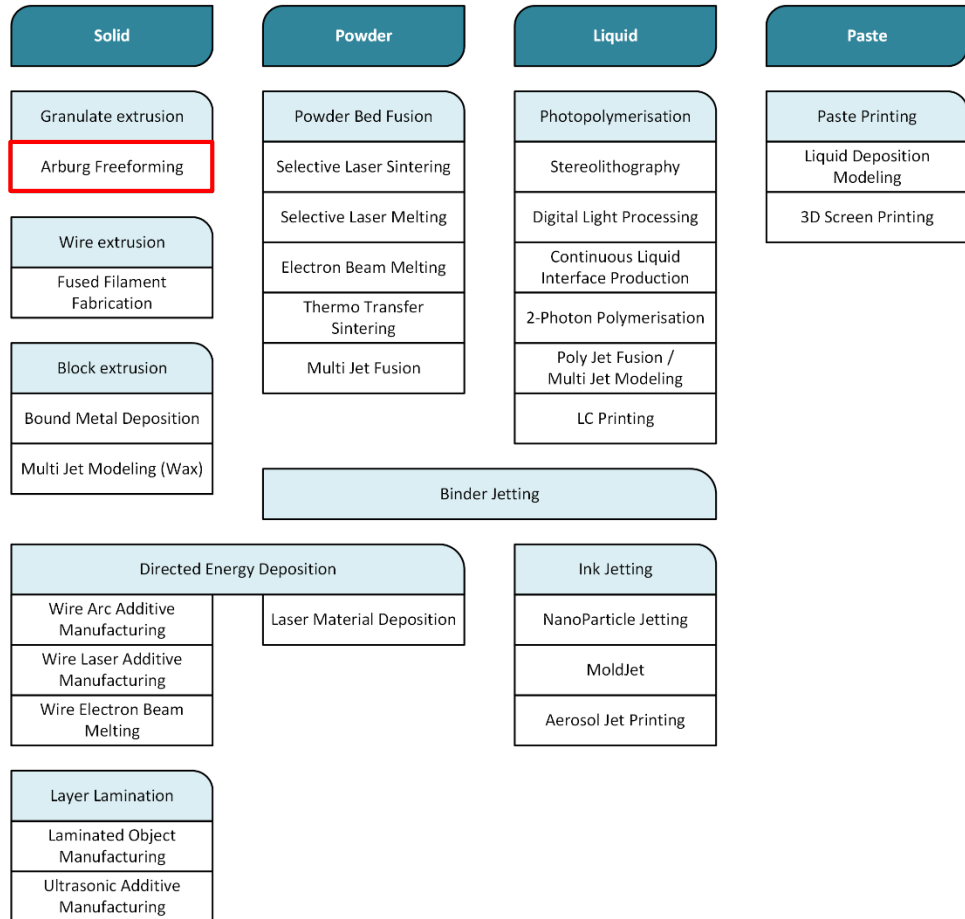 Solid
Powder
Liquid
Paste
Granulate extrusion
Arburg Freeforming
Wire extrusion
Fused Filament
Fabrication
Block extrusion
Bound Metal Deposition
Multi Jet Modeling (Wax)
Powder Bed Fusion
Selective Laser Sintering
Selective Laser Melting
Electron Beam Melting
Thermo Transfer
Sintering
Multi Jet Fusion
Photopolymerisation
Stereolithography
Digital Light Processing
Continuous Liquid
Interface Production
2-Photon Polymerisation
Poly Jet Fusion /
Multi Jet Modeling
LC Printing
Paste Printing
Liquid Deposition
Modeling
3D Screen Printing
Binder Jetting
Directed Energy Deposition
Wire Arc Additive
Manufacturing
Wire Laser Additive
Manufacturing
Wire Electron Beam
Melting
Laser Material Deposition
Ink Jetting
NanoParticle Jetting
MoldJet
Aerosol Jet Printing
Layer Lamination
Laminated Object
Manufacturing
Ultrasonic Additive
Manufacturing